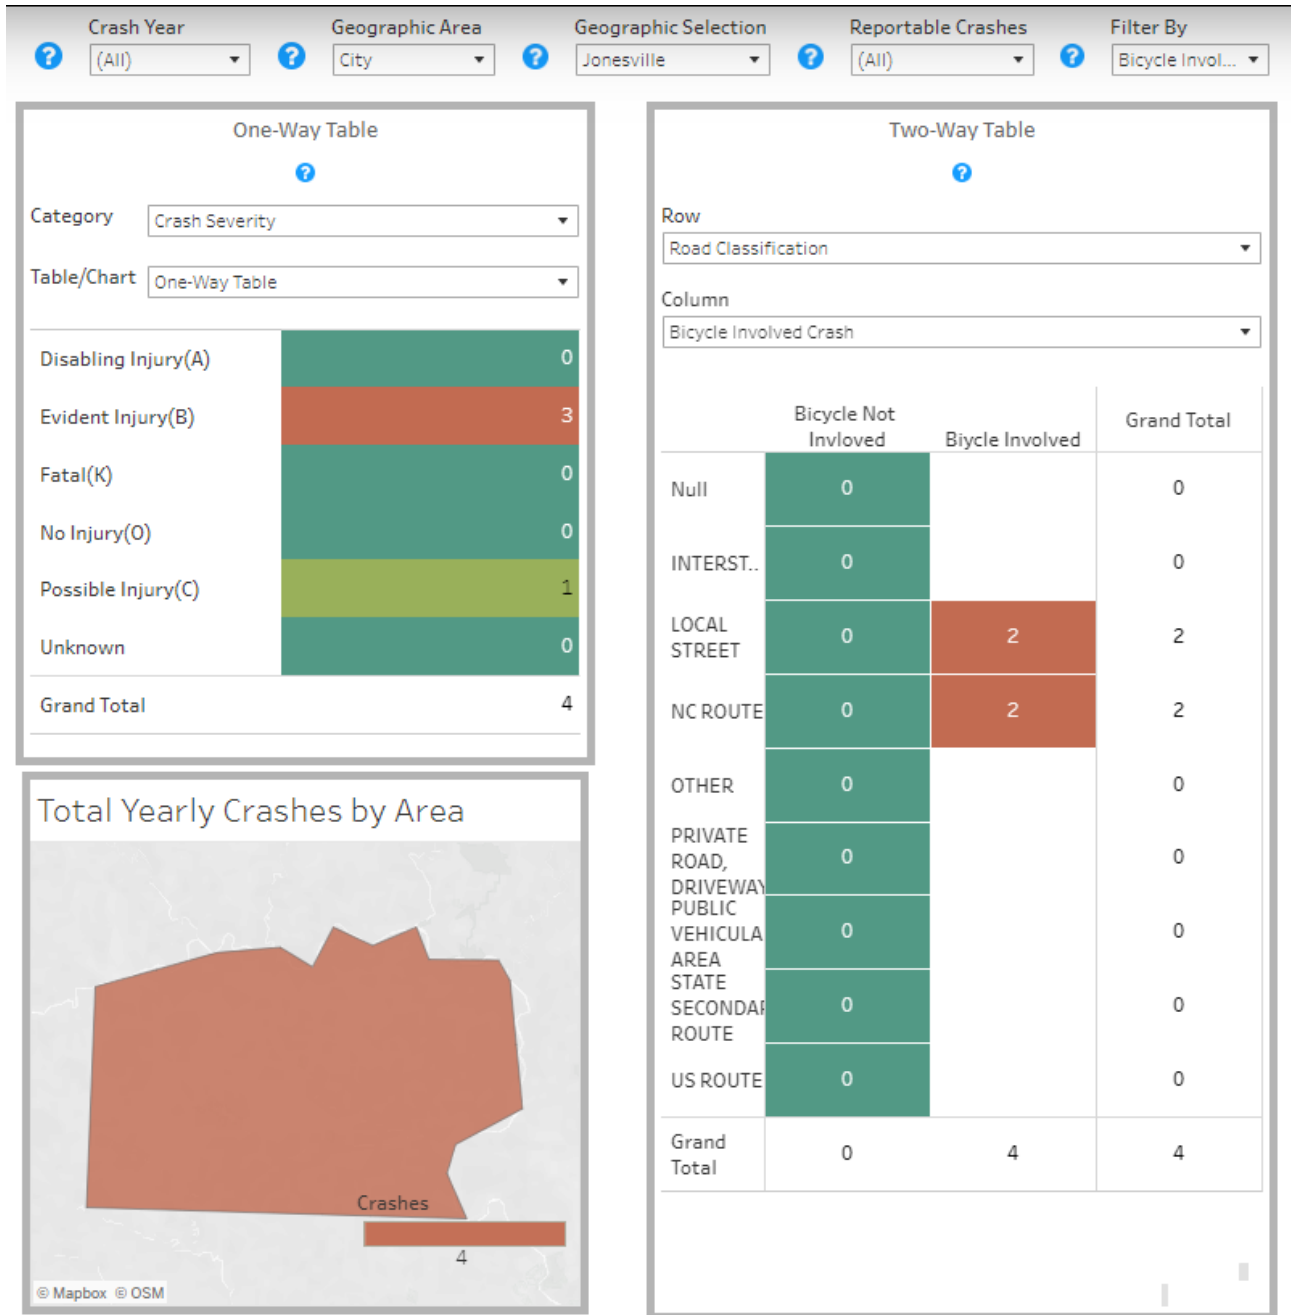 Crash Year
Geographic Area
Geographic Selection
Reportable Crashes
Filter By
(All)
City
Jonesville
(All)
Bicycle Invol...
One-Way Table
Category
Crash Severity
Table/Chart
One-Way Table
Disabling Injury(A) 0
Evident Injury(B) 3
Fatal(K) 0
No Injury(O) 0
Possible Injury(C) 1
Unknown 0
Grand Total 4
Total Yearly Crashes by Area
Crashes
4
© Mapbox © OSM
Two-Way Table
Row
Road Classification
Column
Bicycle Involved Crash
Bicycle Not
Invloved
Biycle Involved
Grand Total
Null 0 0
INTERST.. 0 0
LOCAL
STREET 0 2 2
NC ROUTE 0 2 2
OTHER 0 0
PRIVATE
ROAD,
DRIVEWAY
0 0
PUBLIC
VEHICULA
AREA
0 0
STATE
SECONDAR
ROUTE
0 0
US ROUTE 0 0
Grand
Total
0 4 4